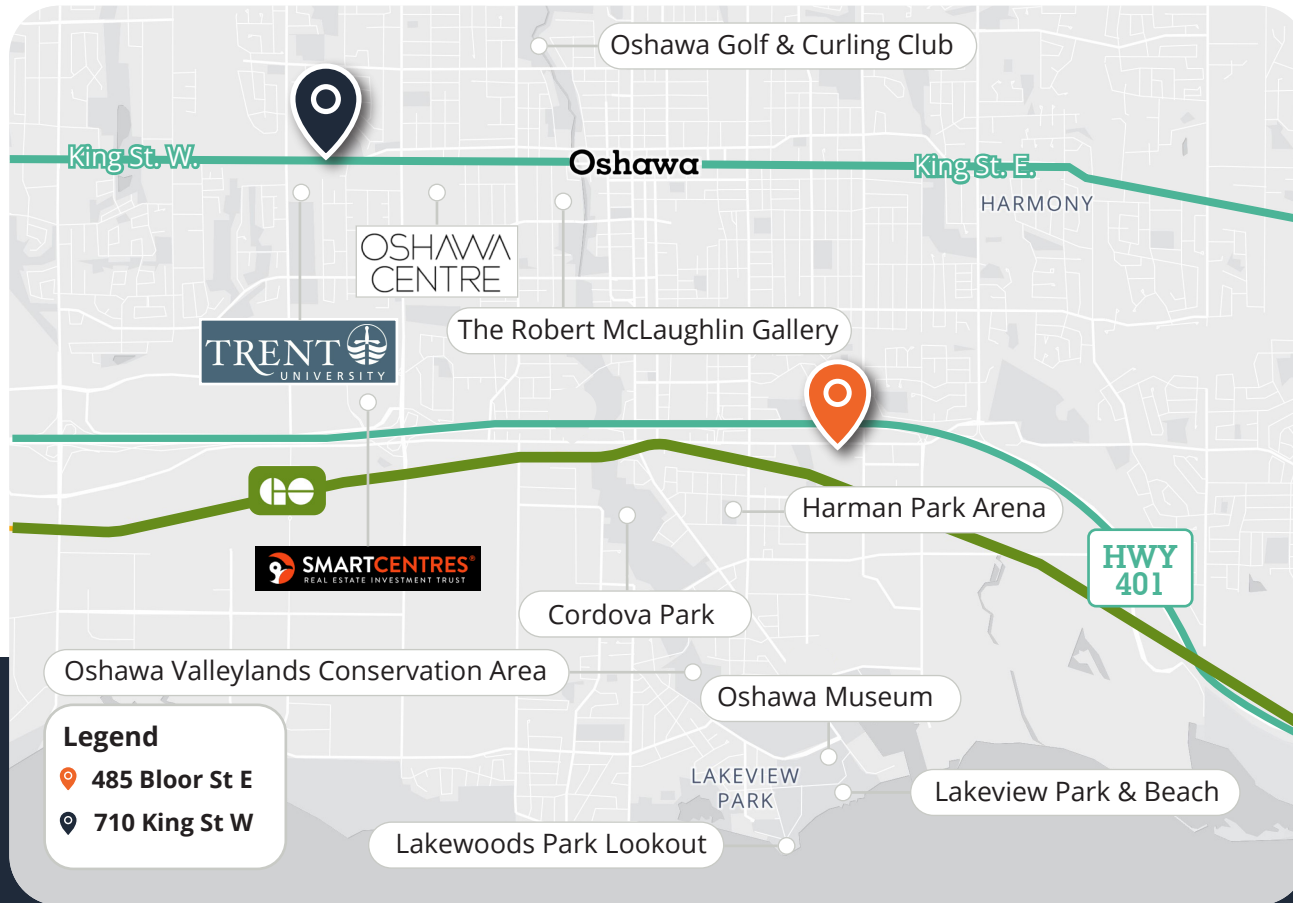 Oshawa Golf & Curling Club
King St. W.
Oshawa
King St. E.
HARMONY
OSHAWA
CENTRE
The Robert McLaughlin Gallery
TRENT
UNIVERSITY
GO
Harman Park Arena
HWY
401
SMARTCENTRES®
REAL ESTATE INVESTMENT TRUST
Cordova Park
Oshawa Valleylands Conservation Area
Oshawa Museum
LAKEVIEW
PARK
Lakeview Park & Beach
Lakewoods Park Lookout
Legend
485 Bloor St E
710 King St W